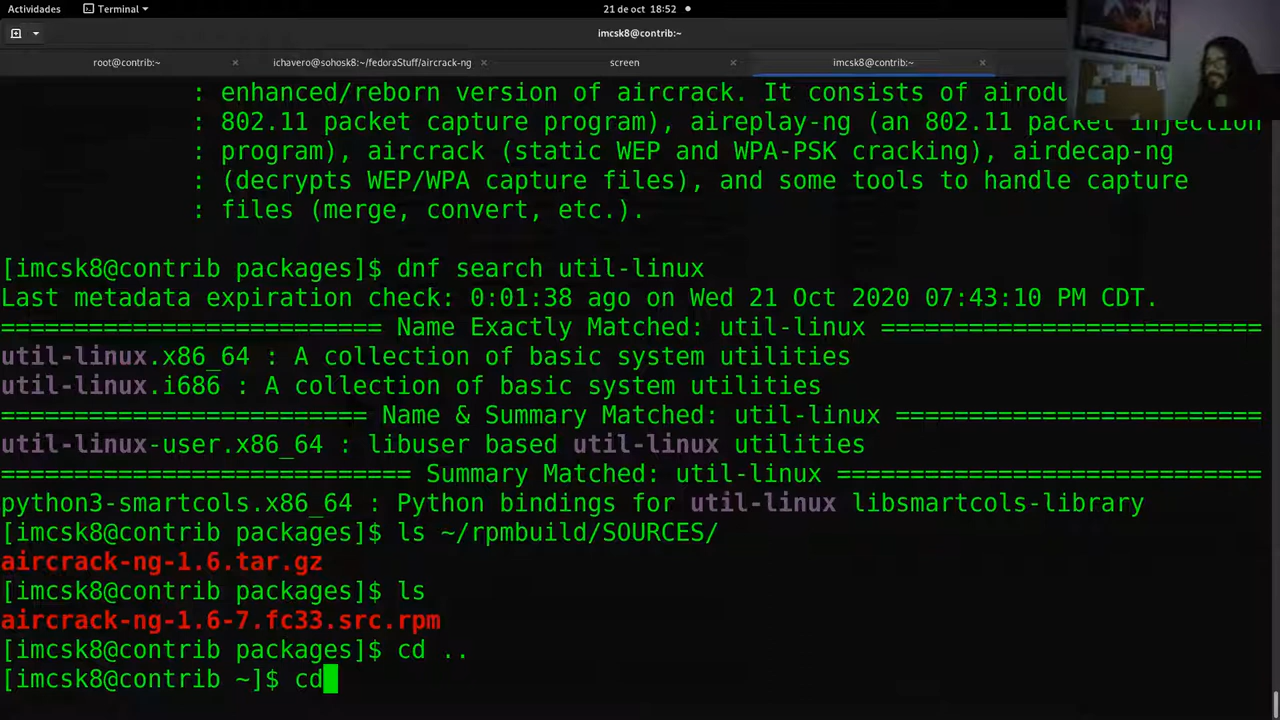 Actividades
Terminal
21 de oct 18:52
imcsk8@contrib:~
root@contrib:~
ichavero@sohosk8:~/fedoraStuff/aircrack-ng
screen
imcsk8@contrib:~
: enhanced/reborn version of aircrack. It consists of
: 802.11 packet capture program), aireplay-ng (an 802.11 packet injection
: program), aircrack (static WEP and WPA-PSK cracking), airdecap-ng
: (decrypts WEP/WPA capture files), and some tools to handle capture
: files (merge, convert, etc.).
[imcsk8@contrib packages]$ dnf search util-linux
Last metadata expiration check: 0:01:38 ago on Wed 21 Oct 2020 07:43:10 PM CDT.
========================== Name Exactly Matched: util-linux ==========================
util-linux.x86_64 : A collection of basic system utilities
util-linux.i686 : A collection of basic system utilities
========================= Name & Summary Matched: util-linux =========================
util-linux-user.x86_64 : libuser based util-linux utilities
============================ Summary Matched: util-linux =============================
python3-smartcols.x86_64 : Python bindings for util-linux libsmartcols-library
[imcsk8@contrib packages]$ ls ~/rpmbuild/SOURCES/
aircrack-ng-1.6.tar.gz
[imcsk8@contrib packages]$ ls
aircrack-ng-1.6-7.fc33.src.rpm
[imcsk8@contrib packages]$ cd ..
[imcsk8@contrib ~]$ cd